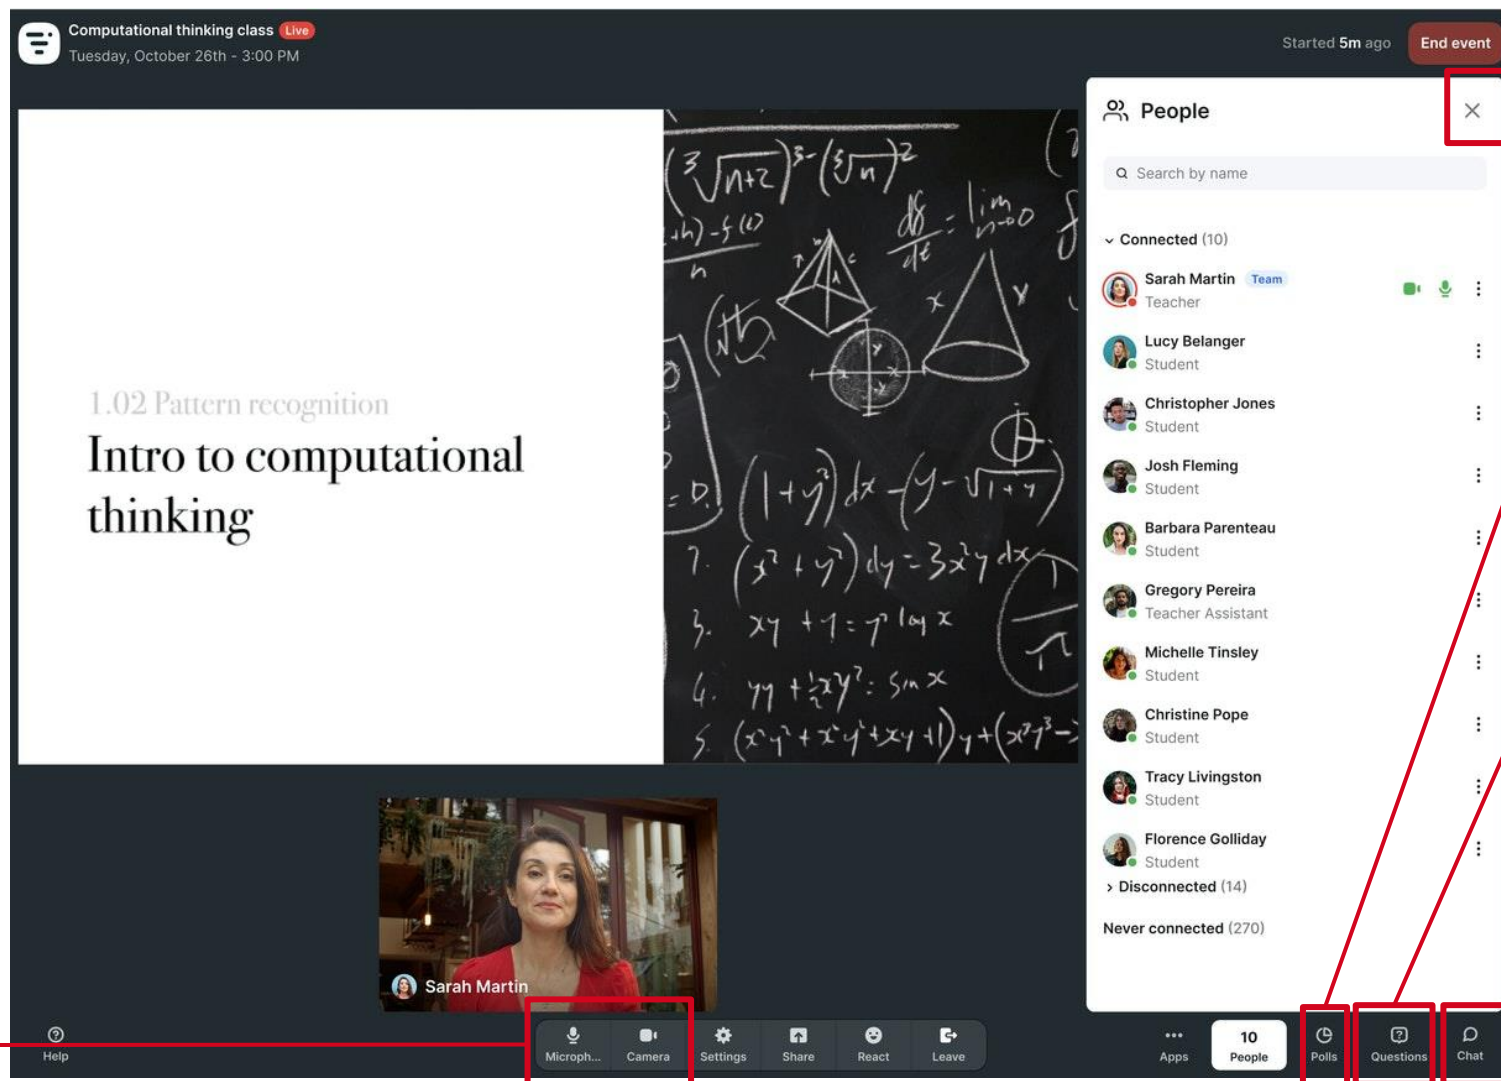 Computational thinking class Live
Tuesday, October 26th - 3:00 PM
Started 5m ago
End event
1.02 Pattern recognition
Intro to computational
thinking
Sarah Martin
People
Search by name
Connected (10)
Sarah Martin Team
Teacher
Lucy Belanger
Student
Christopher Jones
Student
Josh Fleming
Student
Barbara Parenteau
Student
Gregory Pereira
Teacher Assistant
Michelle Tinsley
Student
Christine Pope
Student
Tracy Livingston
Student
Florence Golliday
Student
Disconnected (14)
Never connected (270)
Help
Microph...
Camera
Settings
Share
React
Leave
Apps
10
People
Polls
Questions
Chat